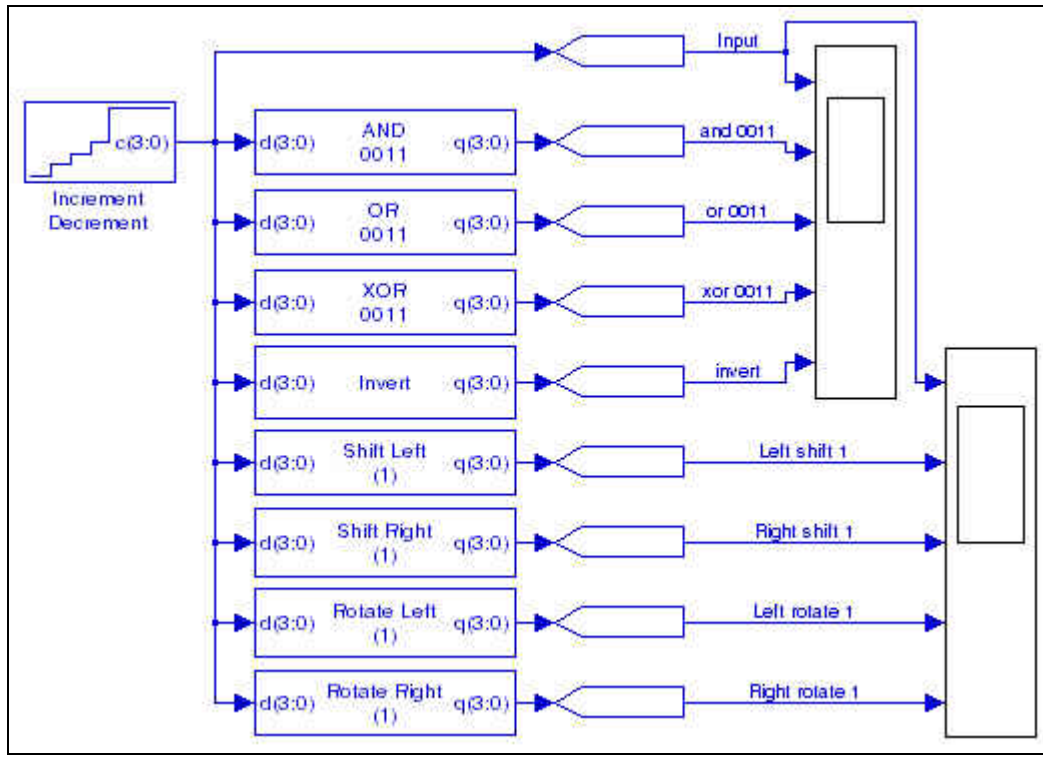 Input
c(3:0)
Increment
Decrement
d(3:0) AND 0011 q(3:0) and 0011
d(3:0) OR 0011 q(3:0) or 0011
d(3:0) XOR 0011 q(3:0) xor 0011
d(3:0) Invert q(3:0) invert
d(3:0) Shift Left (1) q(3:0) Left shift 1
d(3:0) Shift Right (1) q(3:0) Right shift 1
d(3:0) Rotate Left (1) q(3:0) Left rotate 1
d(3:0) Rotate Right (1) q(3:0) Right rotate 1